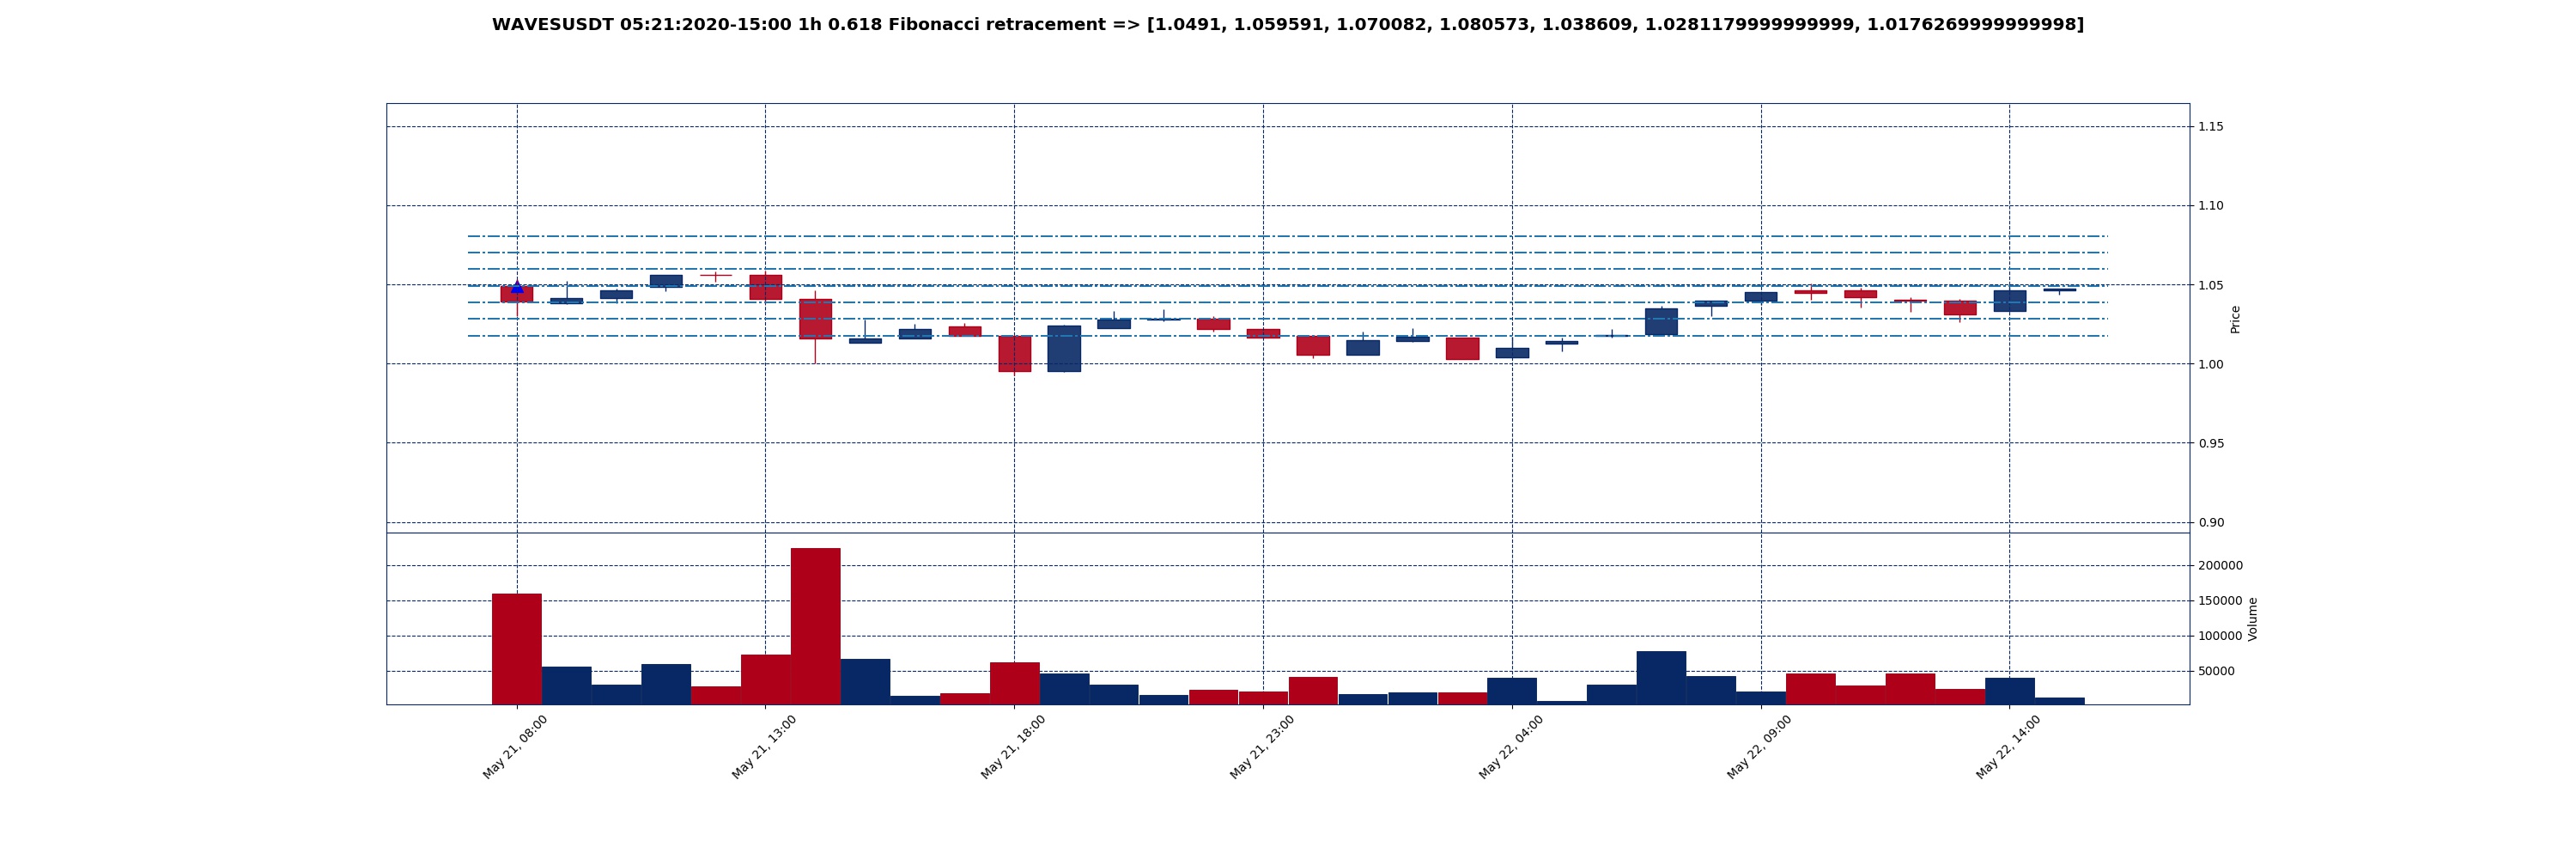 WAVESUSDT 05:21:2020-15:00 1h 0.618 Fibonacci retracement => [1.0491, 1.059591, 1.070082, 1.080573, 1.038609, 1.0281179999999999, 1.0176269999999998]
1.15
1.10
1.05
1.00
0.95
0.90
Price
200000
150000
100000
50000
Volume
May 21, 08:00
May 21, 13:00
May 21, 18:00
May 21, 23:00
May 22, 04:00
May 22, 09:00
May 22, 14:00